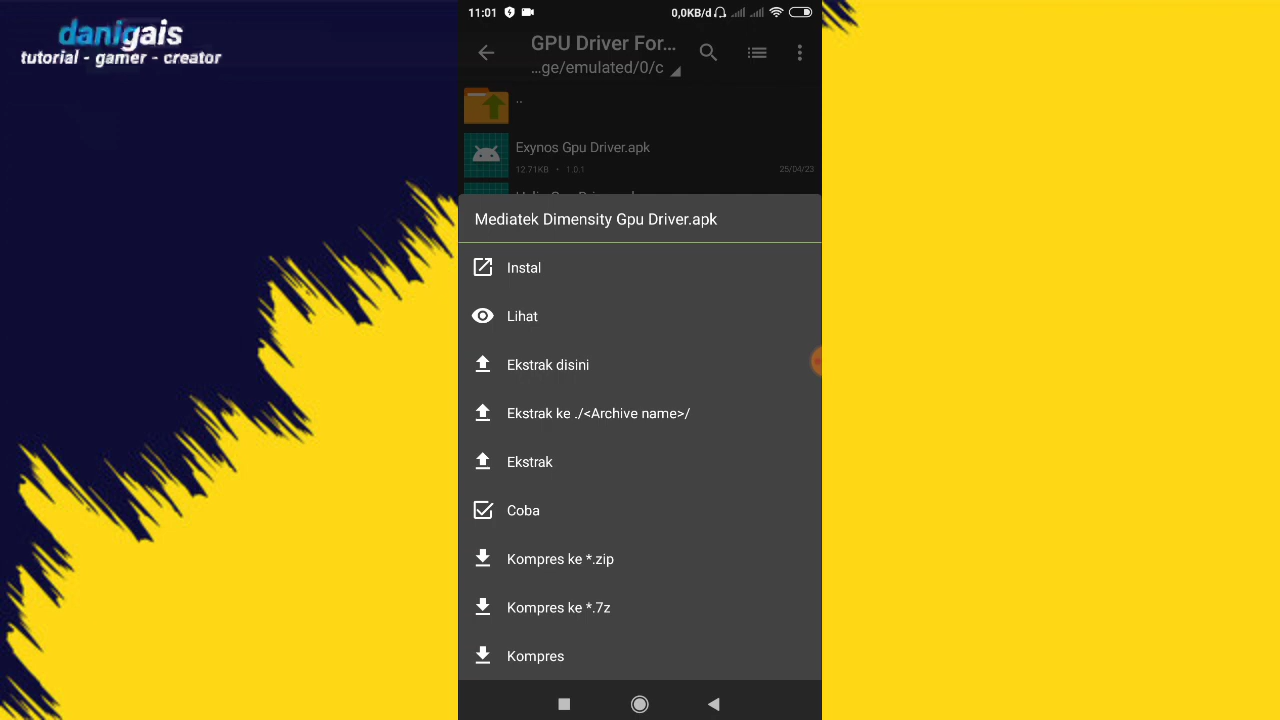 danigais
tutorial - gamer - creator
11:01
0,0KB/d
GPU Driver For...
...ge/emulated/0/c
..
Exynos Gpu Driver.apk
12.71KB • 1.0.1
25/04/23
Mediatek Dimensity Gpu Driver.apk
Instal
Lihat
Ekstrak disini
Ekstrak ke ./<Archive name>/
Ekstrak
Coba
Kompres ke *.zip
Kompres ke *.7z
Kompres